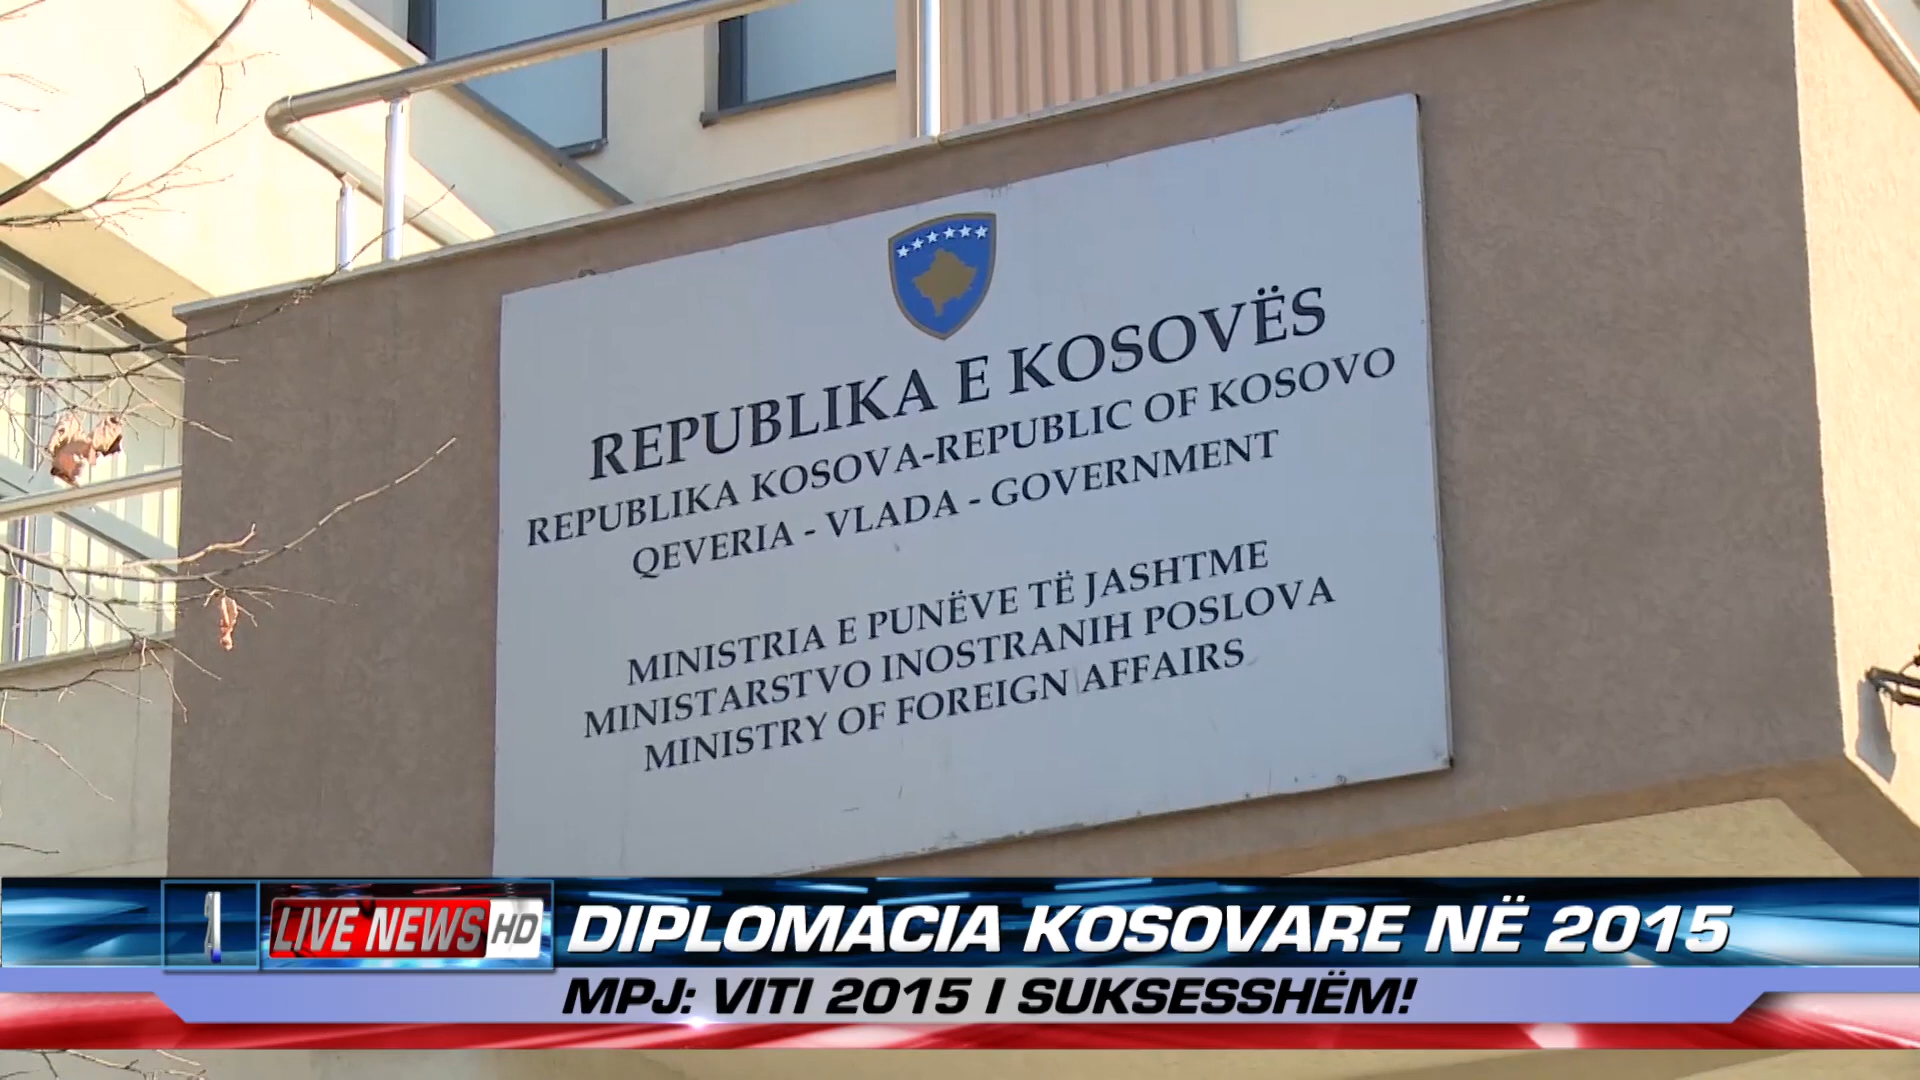 REPUBLIKA E KOSOVËS
REPUBLIKA KOSOVA-REPUBLIC OF KOSOVO
QEVERIA - VLADA - GOVERNMENT
MINISTRIA E PUNËVE TË JASHTME
MINISTARSTVO INOSTRANIH POSLOVA
MINISTRY OF FOREIGN AFFAIRS
LIVE NEWS HD
DIPLOMACIA KOSOVARE NË 2015
MPJ: VITI 2015 I SUKSESSHËM!